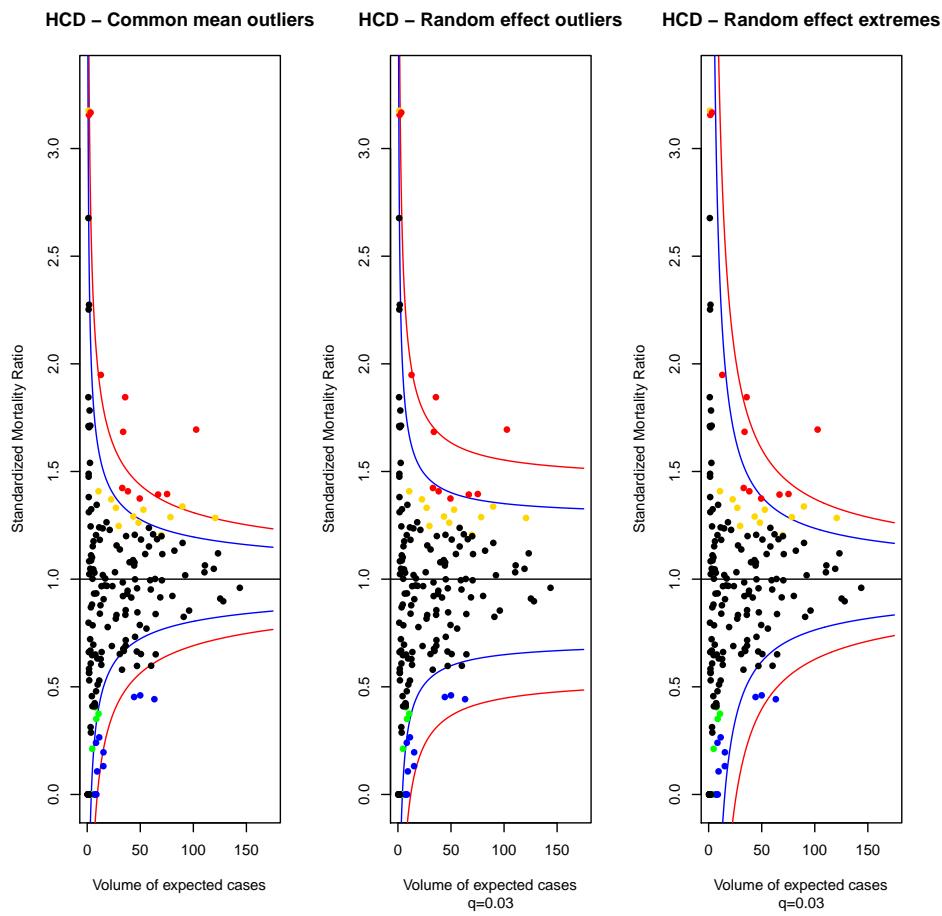 HCD − Common mean outliers
Standardized Mortality Ratio
3.0
2.5
2.0
1.5
1.0
0.5
0.0
0 50 100 150
Volume of expected cases
HCD − Random effect outliers
Standardized Mortality Ratio
3.0
2.5
2.0
1.5
1.0
0.5
0.0
0 50 100 150
Volume of expected cases
q=0.03
HCD − Random effect extremes
Standardized Mortality Ratio
3.0
2.5
2.0
1.5
1.0
0.5
0.0
0 50 100 150
Volume of expected cases
q=0.03